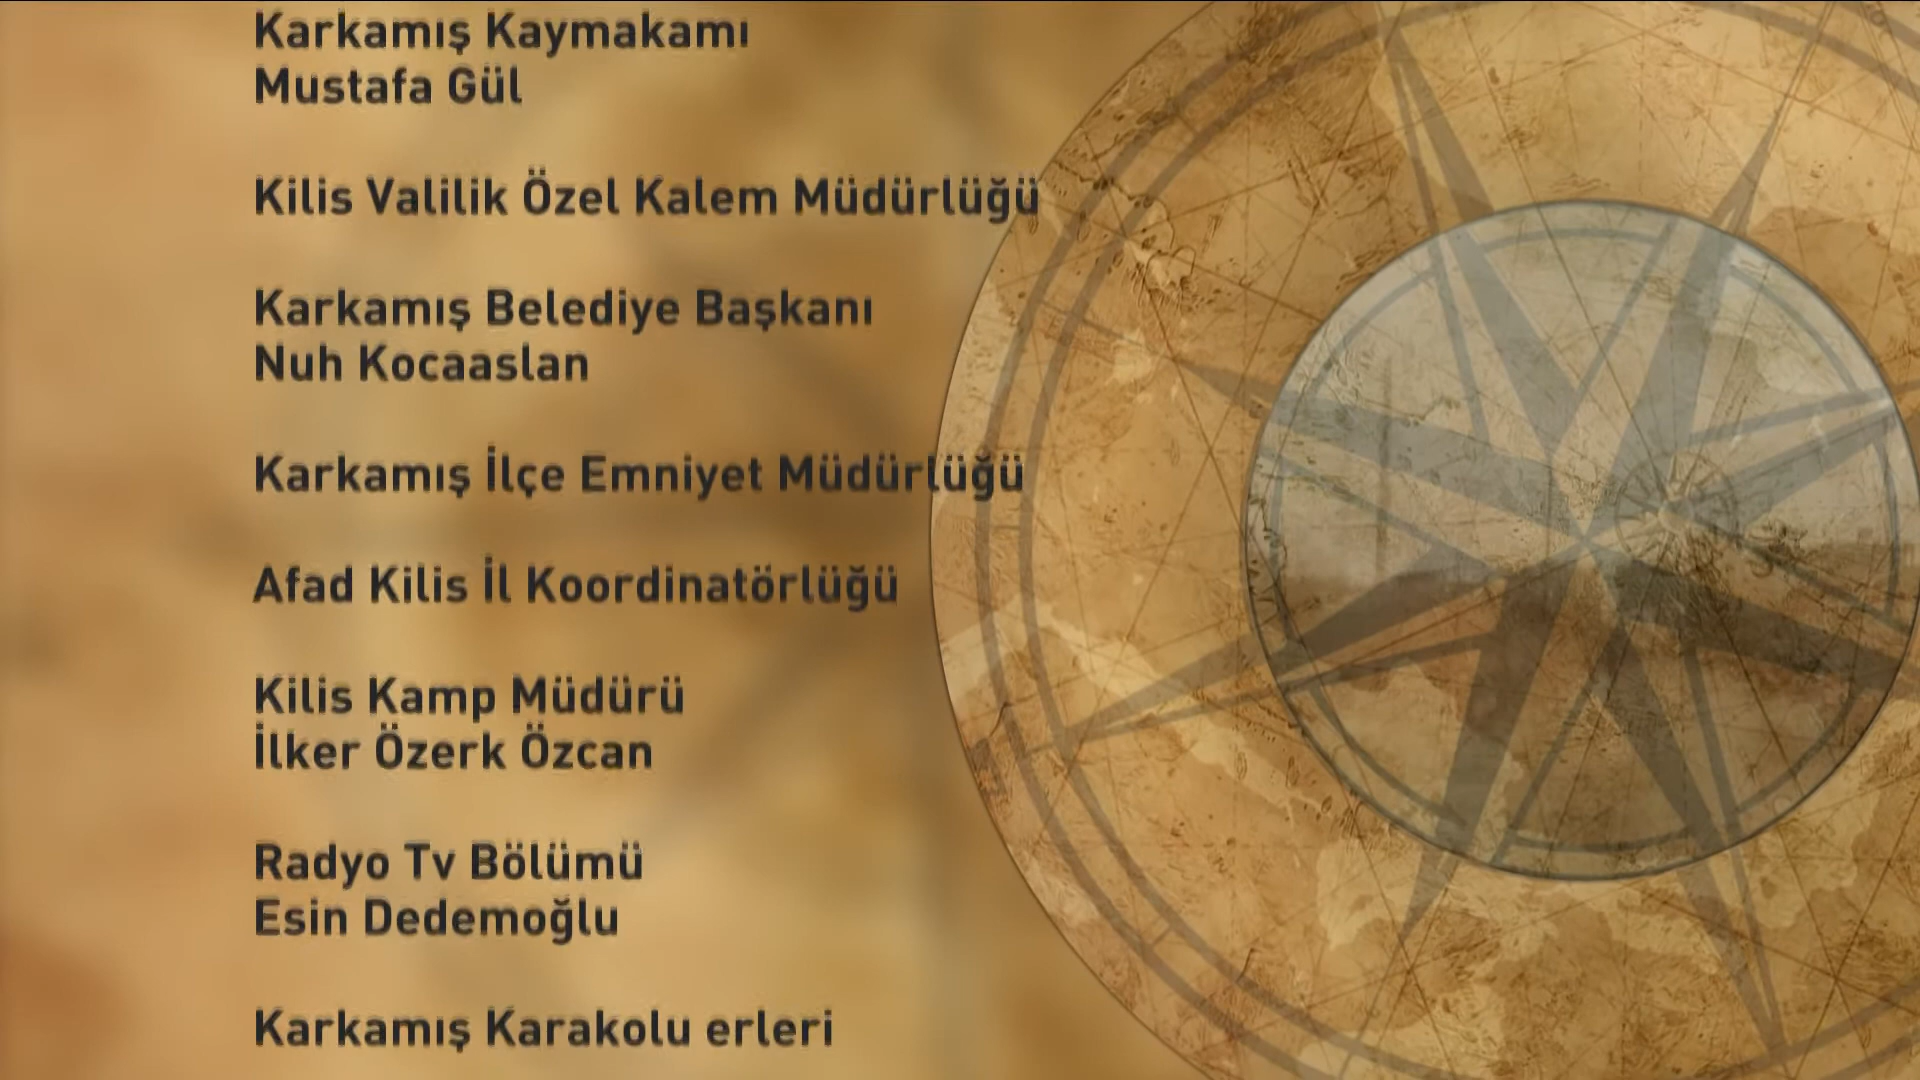 Karkamış Kaymakamı
Mustafa Gül
Kilis Valilik Özel Kalem Müdürlüğü
Karkamış Belediye Başkanı
Nuh Kocaaslan
Karkamış İlçe Emniyet Müdürlüğü
Afad Kilis İl Koordinatörlüğü
Kilis Kamp Müdürü
İlker Özerk Özcan
Radyo Tv Bölümü
Esin Dedemoğlu
Karkamış Karakolu erleri